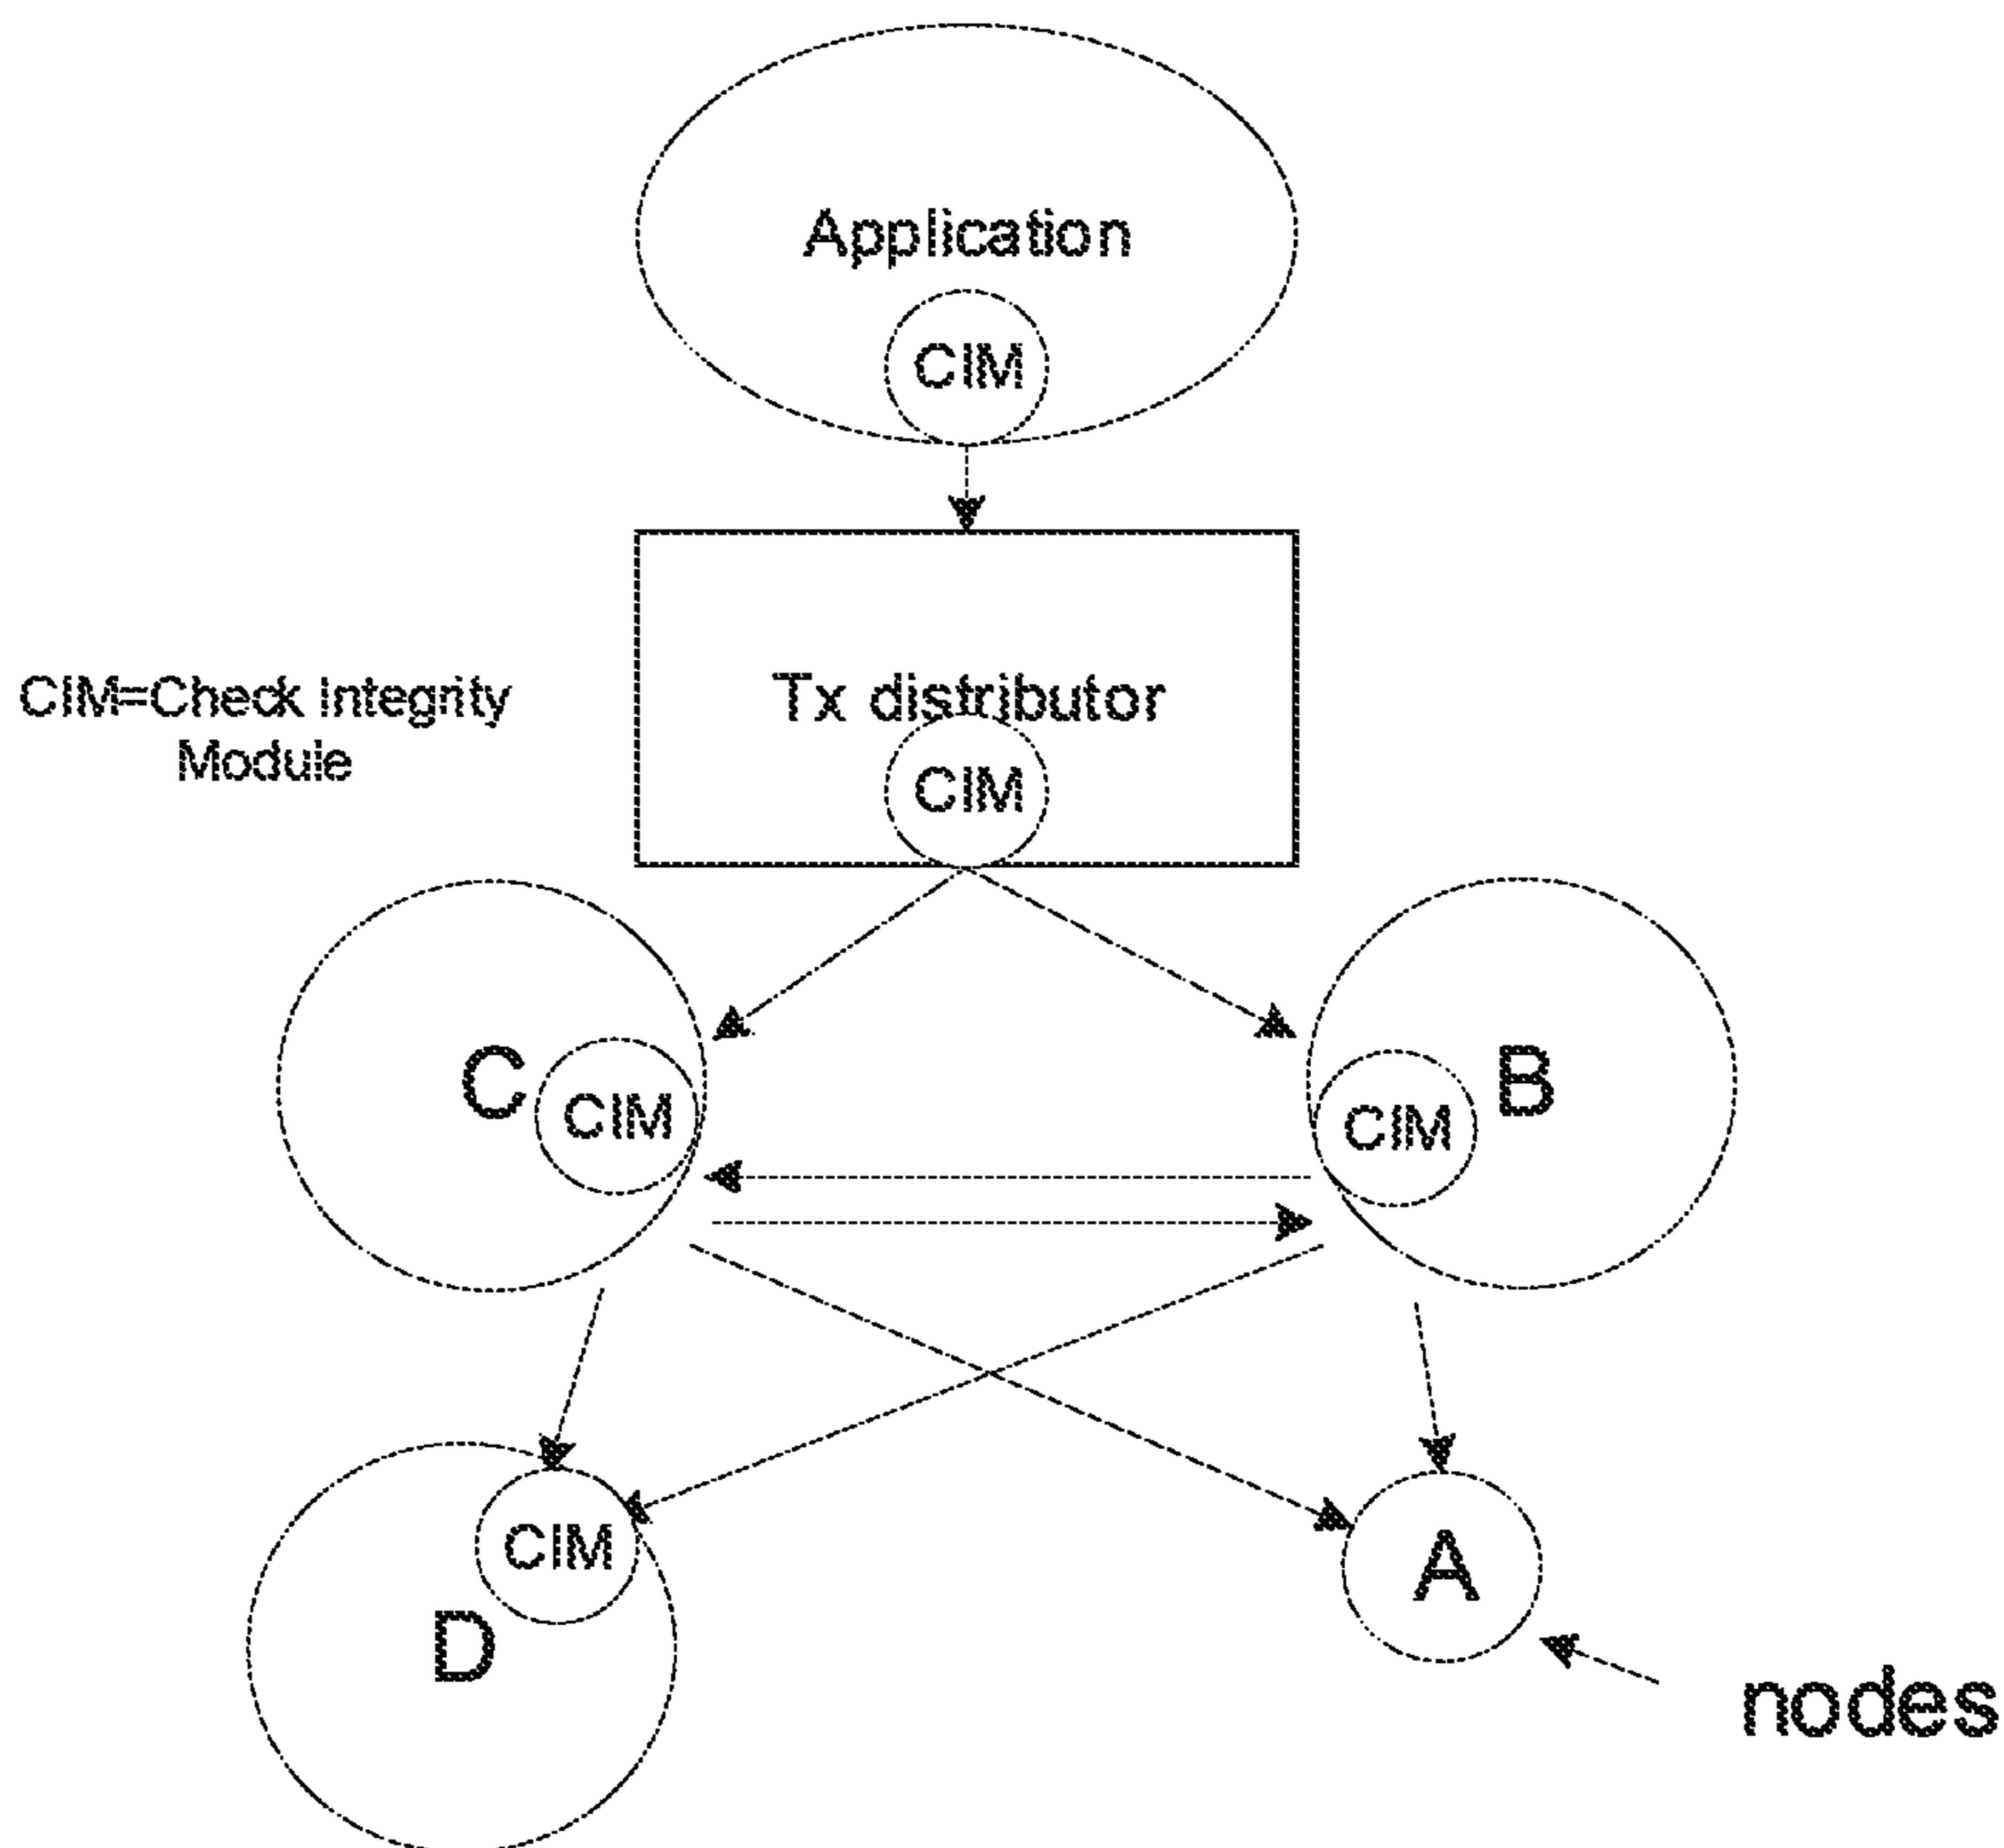 Application
CIM
CIM=Check Integrity
Module
Tx distributor
CIM
C
CIM
CIM
B
CIM
D
A
nodes